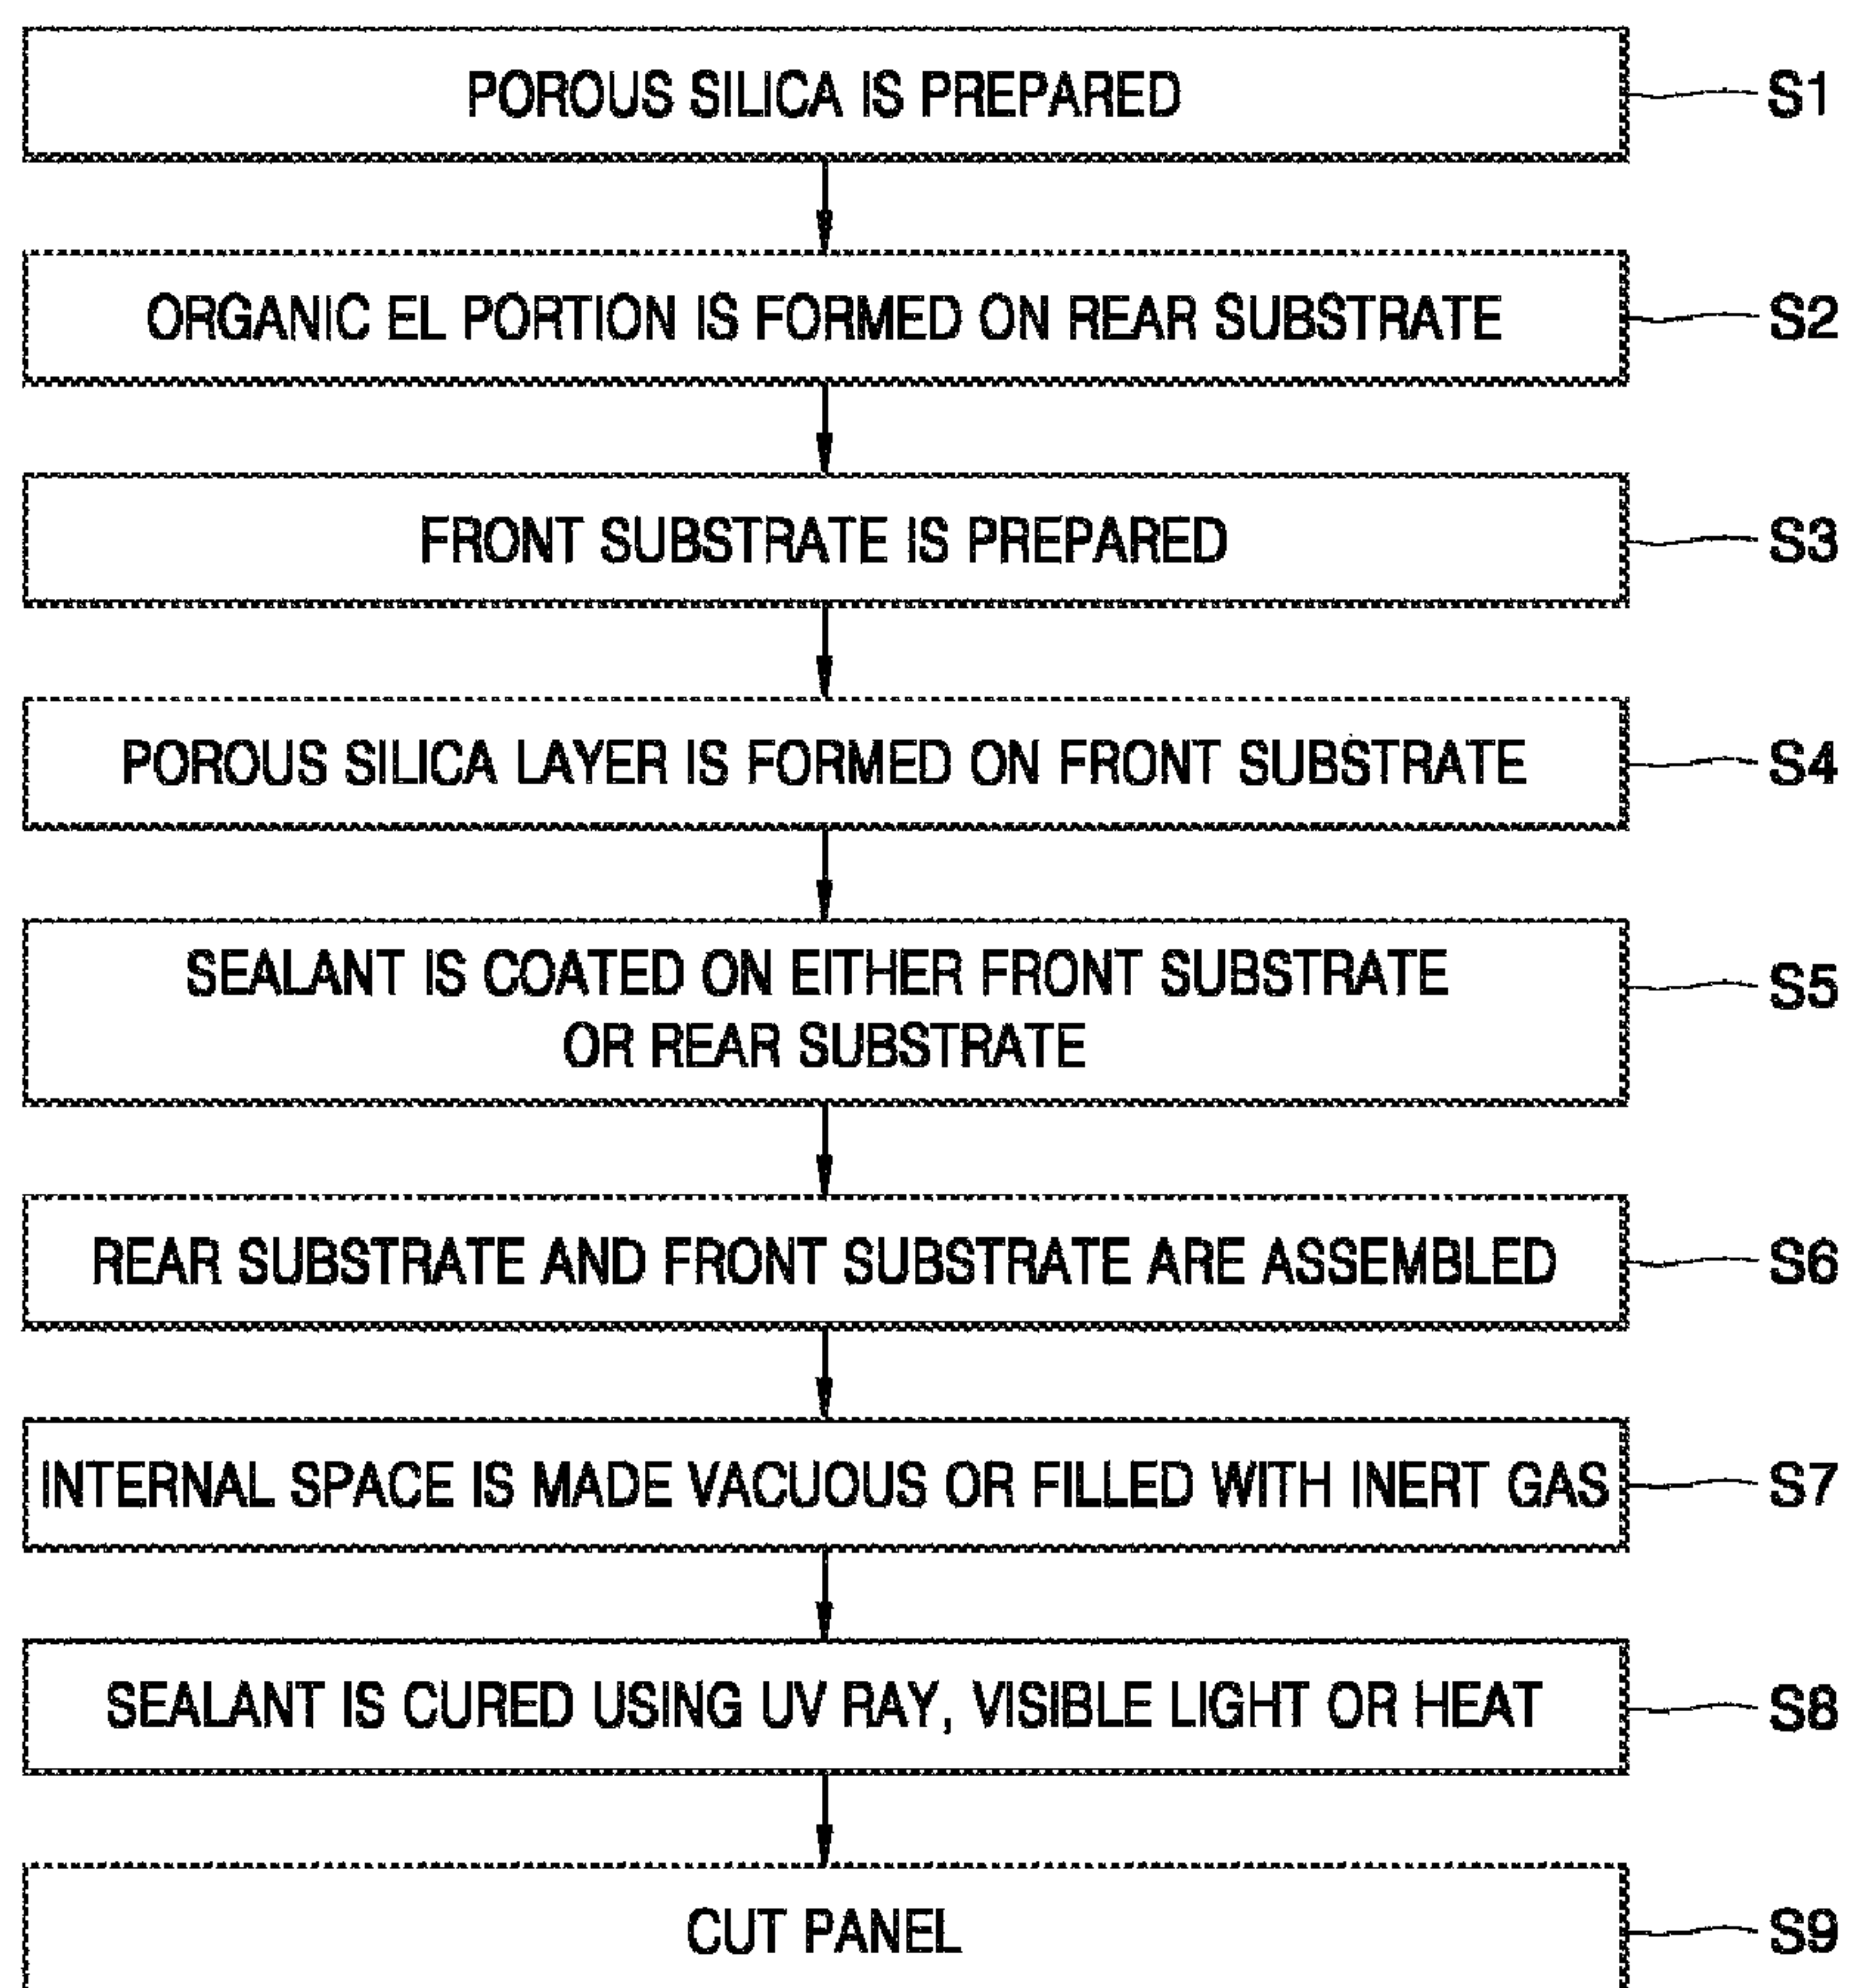 POROUS SILICA IS PREPARED S1
ORGANIC EL PORTION IS FORMED ON REAR SUBSTRATE S2
FRONT SUBSTRATE IS PREPARED S3
POROUS SILICA LAYER IS FORMED ON FRONT SUBSTRATE S4
SEALANT IS COATED ON EITHER FRONT SUBSTRATE S5
OR REAR SUBSTRATE
REAR SUBSTRATE AND FRONT SUBSTRATE ARE ASSEMBLED S6
INTERNAL SPACE IS MADE VACUOUS OR FILLED WITH INERT GAS S7
SEALANT IS CURED USING UV RAY, VISIBLE LIGHT OR HEAT S8
CUT PANEL S9